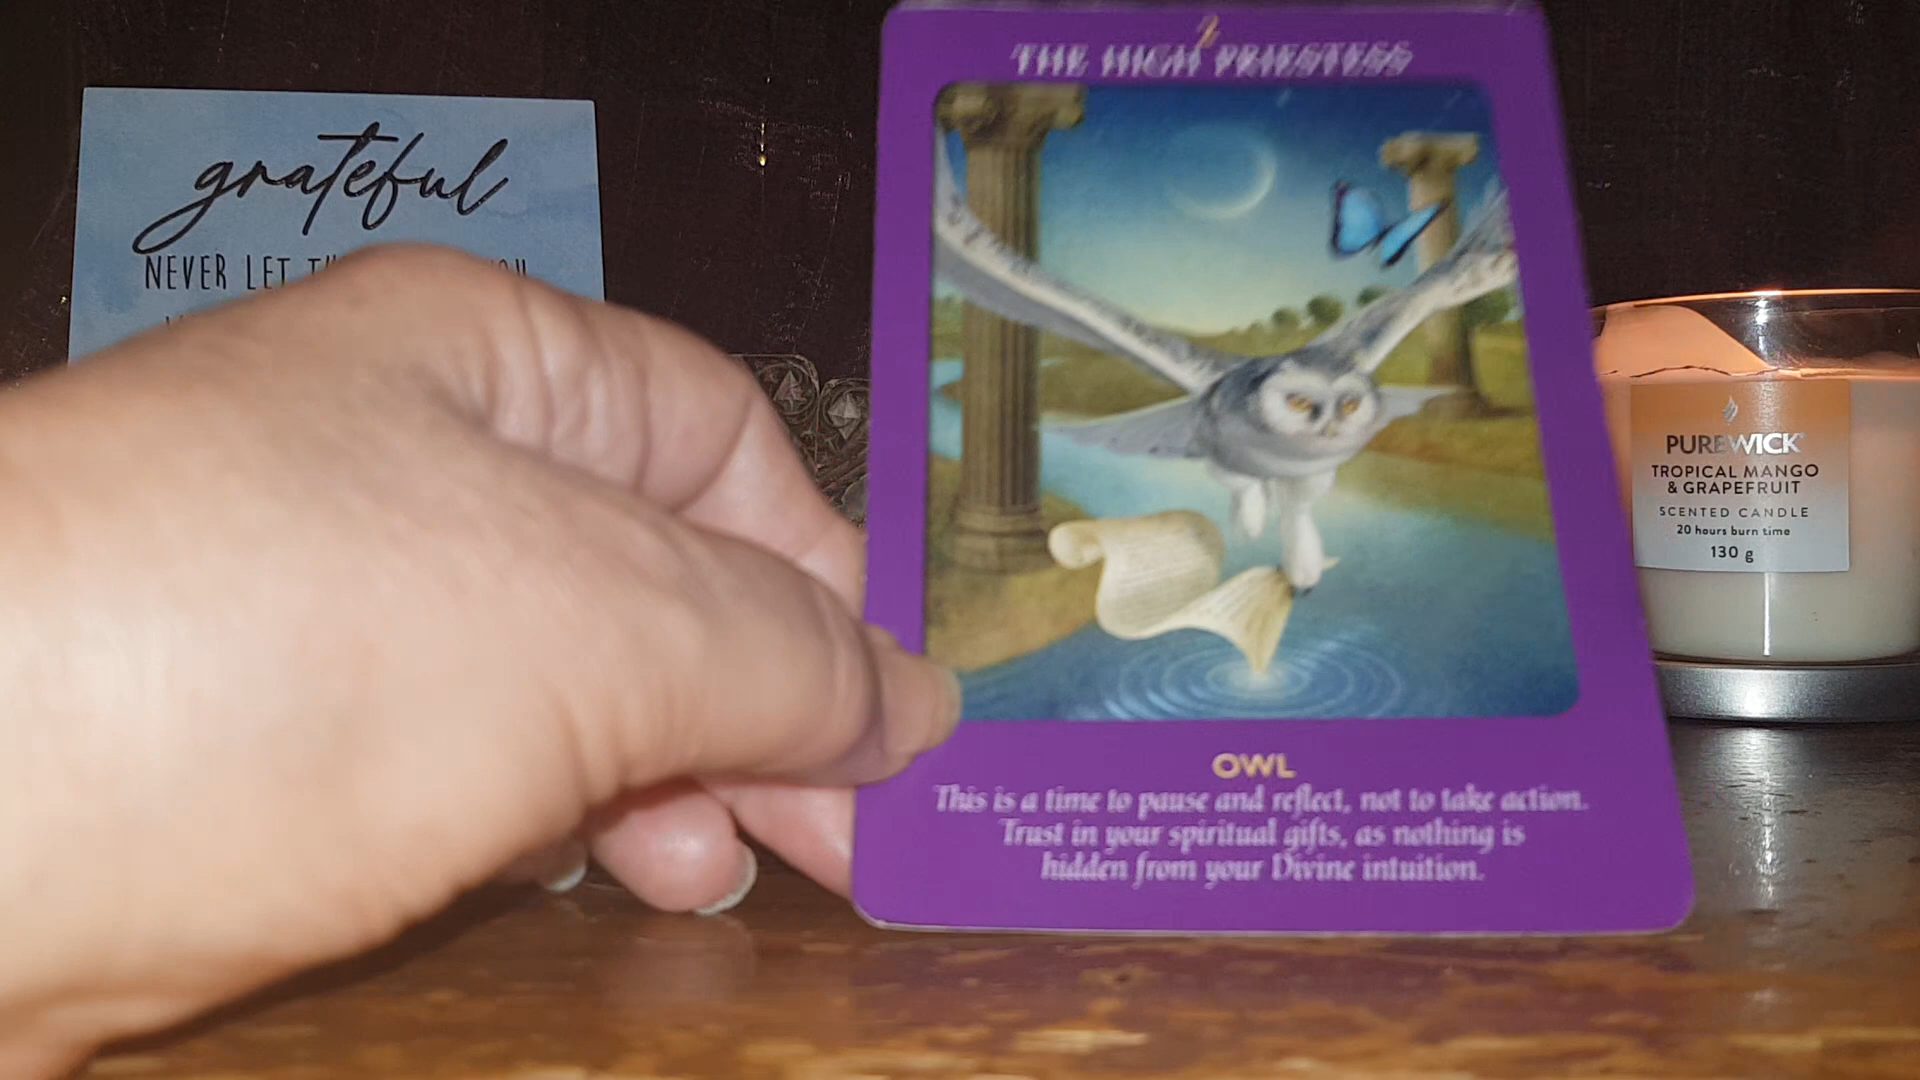 grateful
NEVER LET
2
THE HIGH PRIESTESS
OWL
This is a time to pause and reflect, not to take action.
Trust in your spiritual gifts, as nothing is
hidden from your Divine intuition.
PUREWICK
TROPICAL MANGO
& GRAPEFRUIT
SCENTED CANDLE
20 hours burn time
130 g